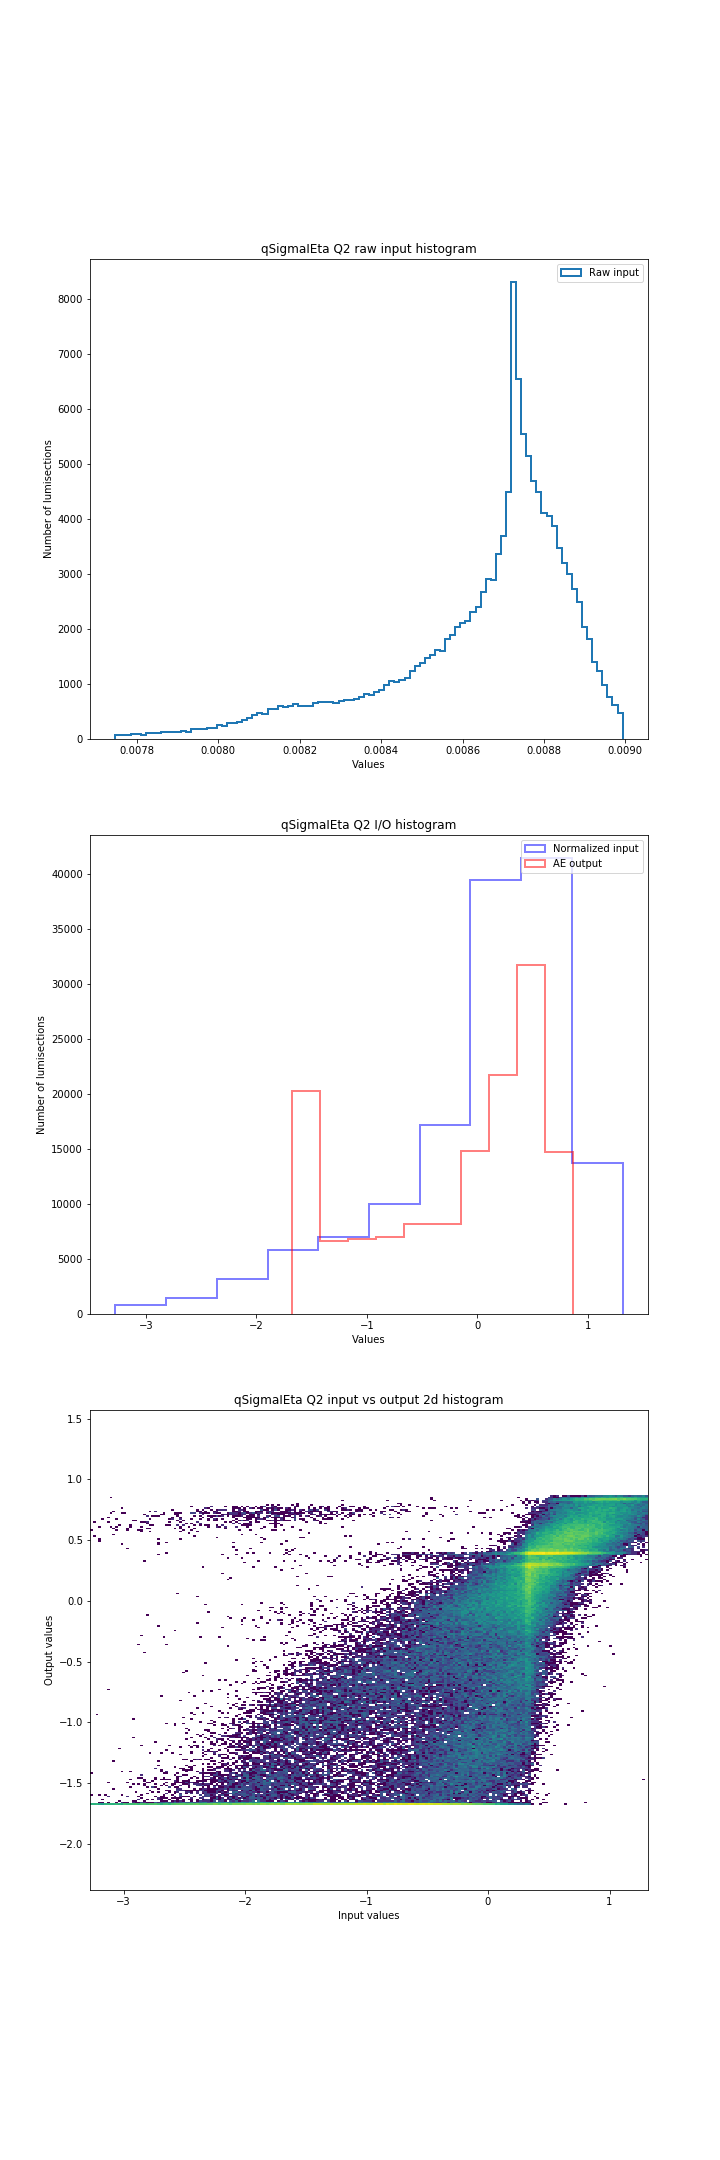 qSigmaIEta Q2 raw input histogram
Raw input
8000
7000
6000
5000
4000
3000
2000
1000
0
Number of lumisections
0.0078 0.0080 0.0082 0.0084 0.0086 0.0088 0.0090
Values
qSigmaIEta Q2 I/O histogram
Normalized input
AE output
40000
35000
30000
25000
20000
15000
10000
5000
0
Number of lumisections
−3 −2 −1 0 1
Values
qSigmaIEta Q2 input vs output 2d histogram
1.5
1.0
0.5
0.0
−0.5
−1.0
−1.5
−2.0
Output values
−3 −2 −1 0 1
Input values